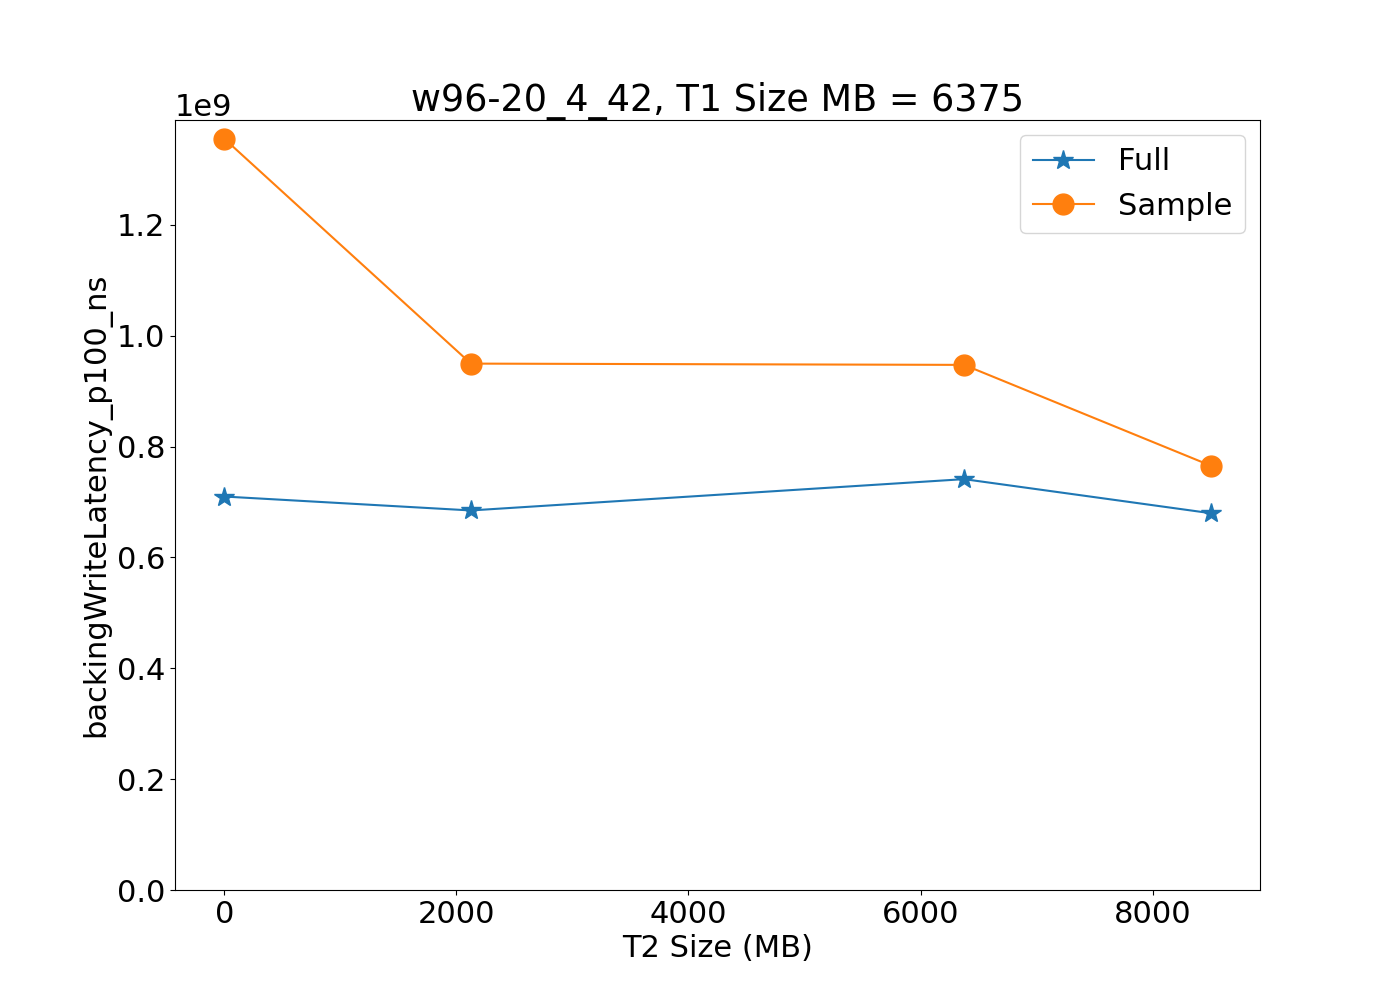 w96-20_4_42, T1 Size MB = 6375
1e9
Full
Sample
1.2
1.0
0.8
0.6
0.4
0.2
0.0
backingWriteLatency_p100_ns
0 2000 4000 6000 8000
T2 Size (MB)